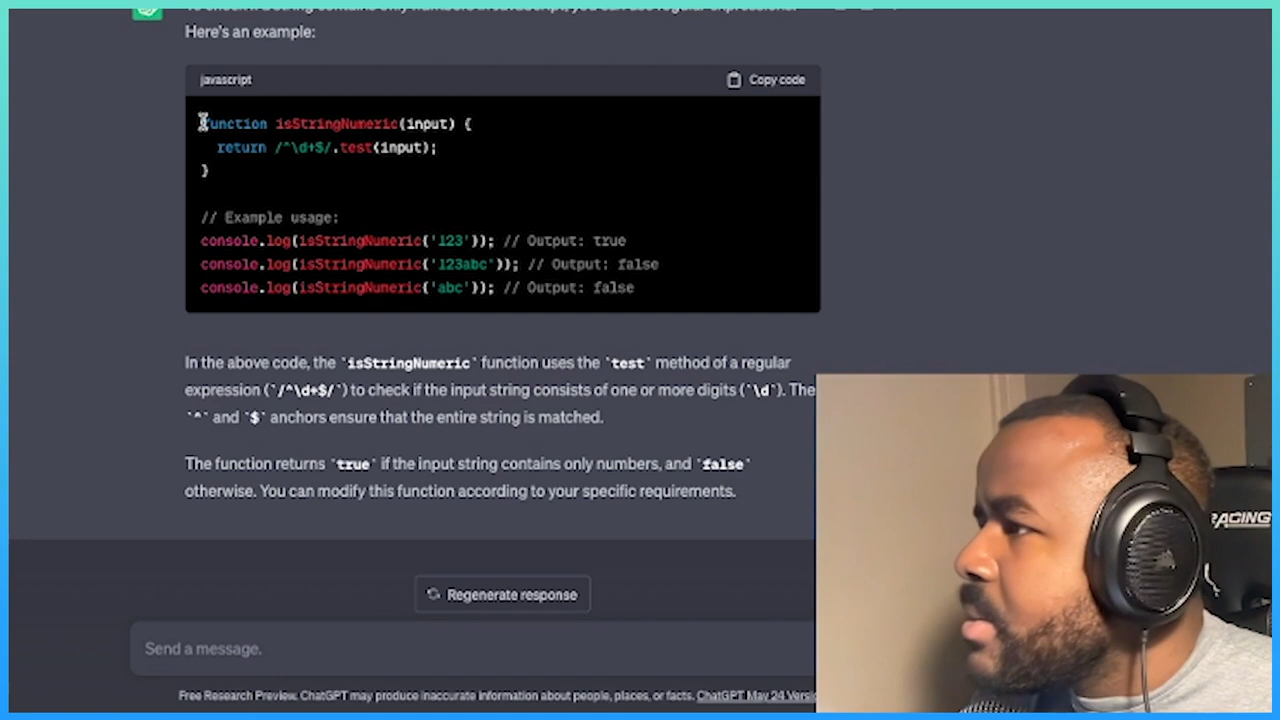 Here's an example:
javascript
Copy code
function isStringNumeric(input) {
return /^\d+$/.test(input);
}
// Example usage:
console.log(isStringNumeric('123')); // Output: true
console.log(isStringNumeric('123abc')); // Output: false
console.log(isStringNumeric('abc')); // Output: false
In the above code, the `isStringNumeric` function uses the `test` method of a regular
expression (`/^\d+$/`) to check if the input string consists of one or more digits (`\d`). The
`^` and `$` anchors ensure that the entire string is matched.
The function returns `true` if the input string contains only numbers, and `false`
otherwise. You can modify this function according to your specific requirements.
RACING
Regenerate response
Send a message.
Free Research Preview. ChatGPT may produce inaccurate information about people, places, or facts. ChatGPT May 24